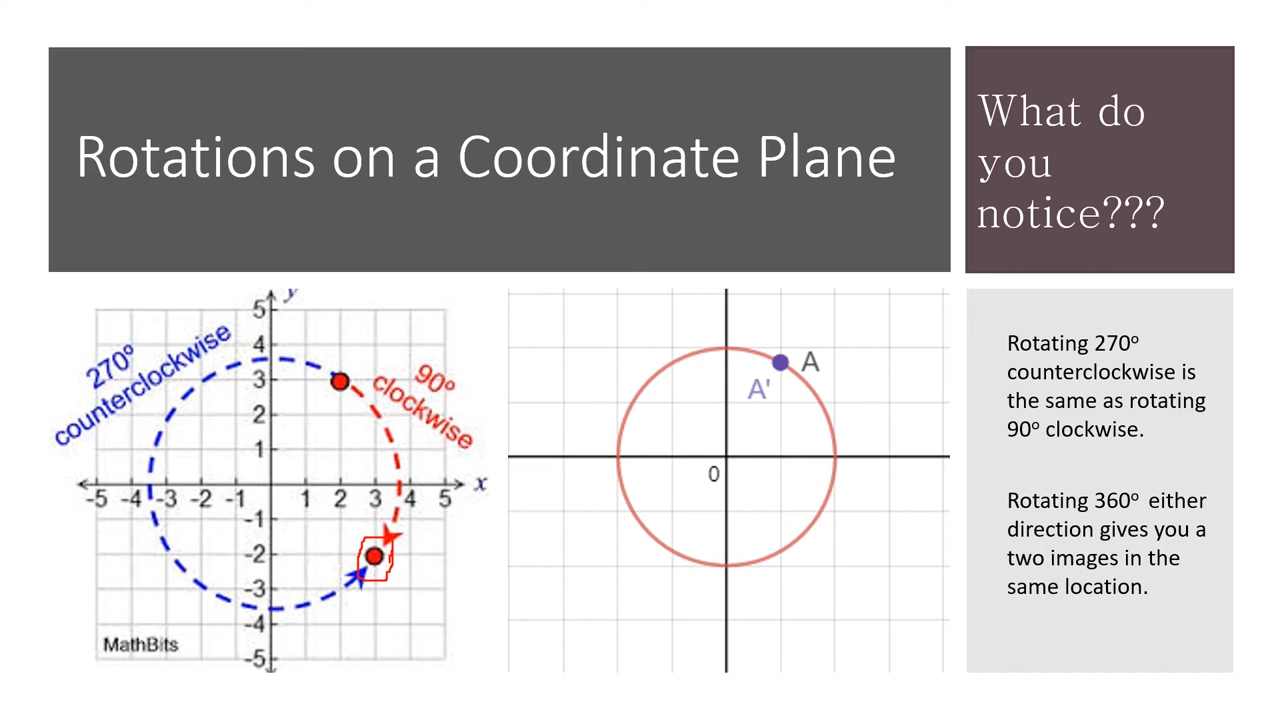 Rotations on a Coordinate Plane
What do
you
notice???
y
270º
counterclockwise
90º
clockwise
5
4
3
2
1
-5 -4 -3 -2 -1 1 2 3 4 5 x
-1
-2
-3
-4
-5
MathBits
A
A'
0
Rotating 270º
counterclockwise is
the same as rotating
90º clockwise.
Rotating 360º either
direction gives you a
two images in the
same location.